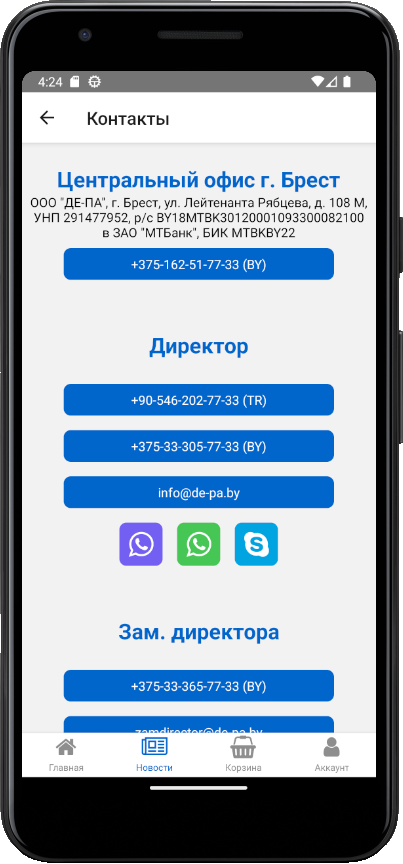 4:24
Контакты
Центральный офис г. Брест
ООО "ДЕ-ПА", г. Брест, ул. Лейтенанта Рябцева, д. 108 М,
УНП 291477952, р/с BY18MTBK30120001093300082100
в ЗАО "МТБанк", БИК MTBKBY22
+375-162-51-77-33 (BY)
Директор
+90-546-202-77-33 (TR)
+375-33-305-77-33 (BY)
info@de-pa.by
Зам. директора
+375-33-365-77-33 (BY)
zamdirector@de-pa.by
Главная
Новости
Корзина
Аккаунт